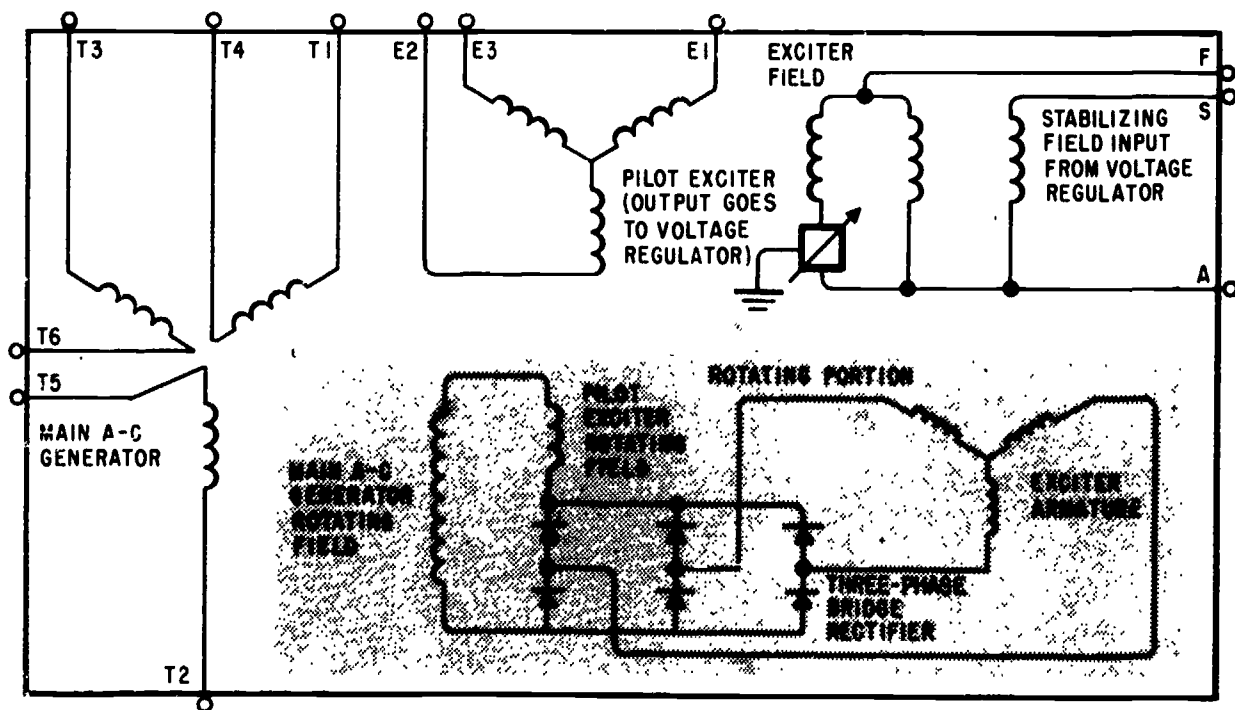 T3
T4
T1
E2
E3
E1
EXCITER
FIELD
F
S
STABILIZING
FIELD INPUT
FROM VOLTAGE
REGULATOR
PILOT EXCITER
(OUTPUT GOES
TO VOLTAGE
REGULATOR)
A
T6
T5
MAIN A-C
GENERATOR
T2
ROTATING PORTION
PILOT
EXCITER
ROTATING
FIELD
MAIN A-C
GENERATOR
ROTATING
FIELD
EXCITER
ARMATURE
THREE-PHASE
BRIDGE
RECTIFIER